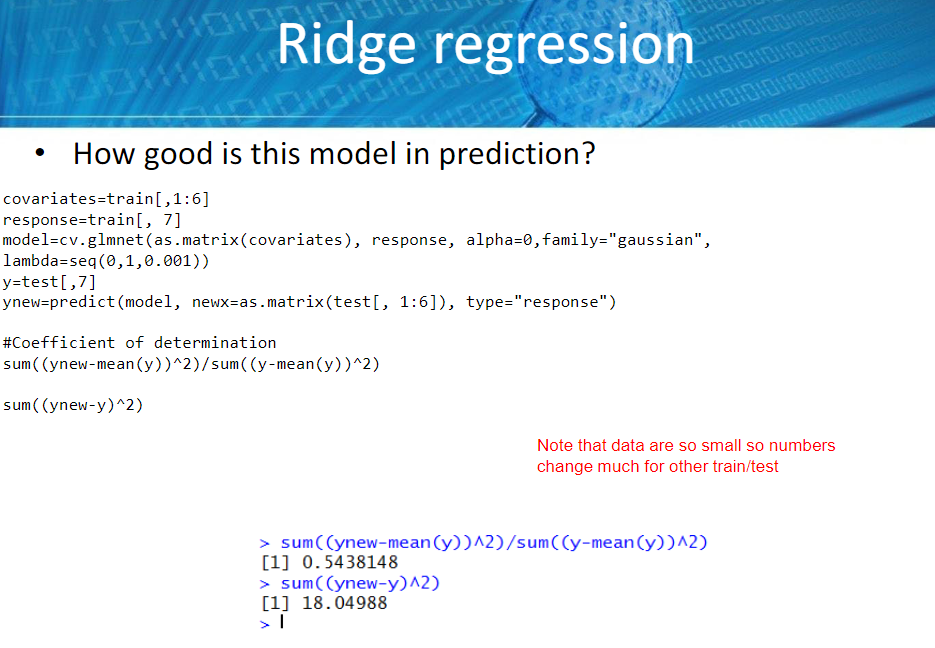 Ridge regression
• How good is this model in prediction?
covariates=train[,1:6]
response=train[, 7]
model=cv.glmnet(as.matrix(covariates), response, alpha=0,family="gaussian",
lambda=seq(0,1,0.001))
y=test[,7]
ynew=predict(model, newx=as.matrix(test[, 1:6]), type="response")
#Coefficient of determination
sum((ynew-mean(y))^2)/sum((y-mean(y))^2)
sum((ynew-y)^2)
Note that data are so small so numbers
change much for other train/test
> sum((ynew-mean(y))^2)/sum((y-mean(y))^2)
[1] 0.5438148
> sum((ynew-y)^2)
[1] 18.04988
>